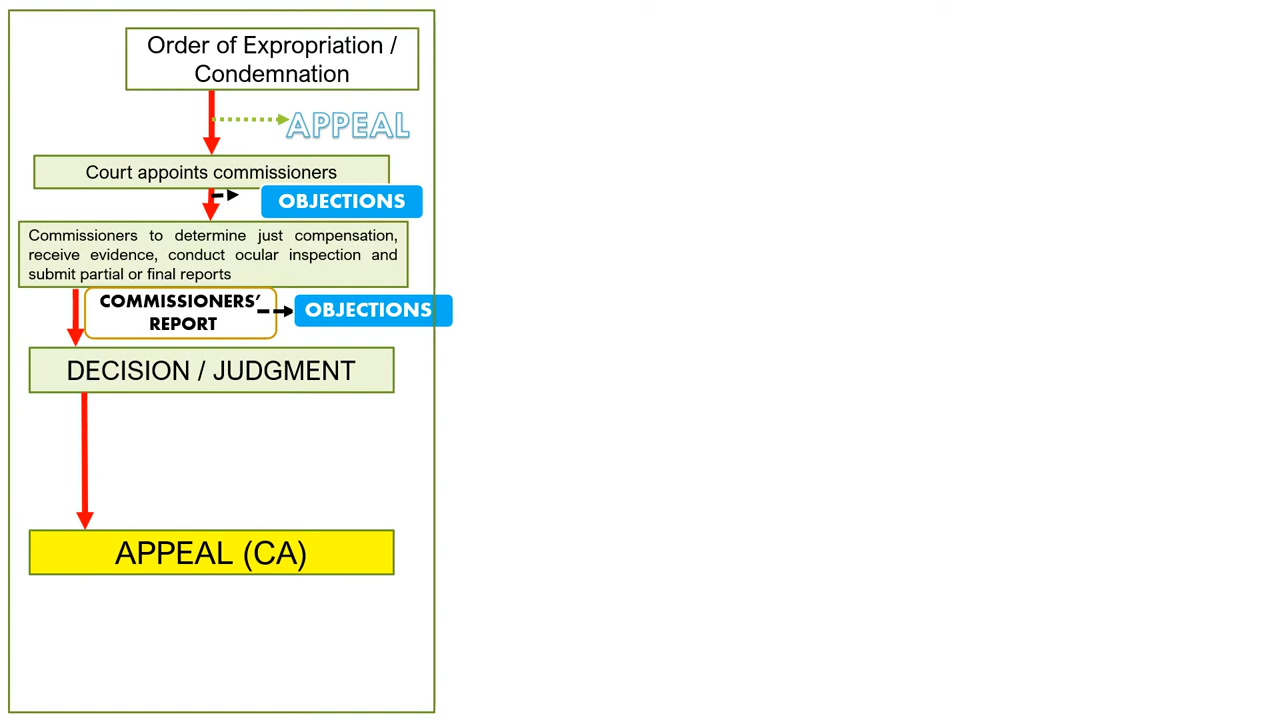 Order of Expropriation /
Condemnation
APPEAL
Court appoints commissioners
OBJECTIONS
Commissioners to determine just compensation,
receive evidence, conduct ocular inspection and
submit partial or final reports
COMMISSIONERS’
REPORT
OBJECTIONS
DECISION / JUDGMENT
APPEAL (CA)